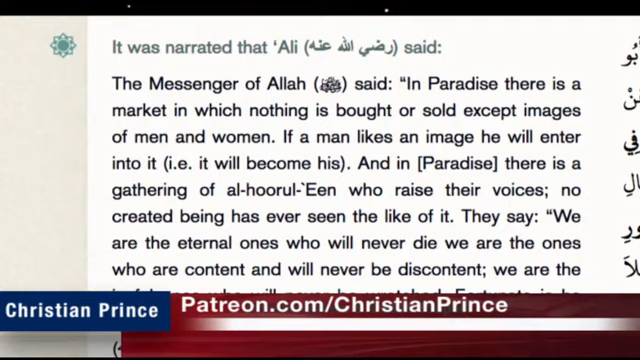 It was narrated that 'Ali (رضي الله عنه) said:
The Messenger of Allah (ﷺ) said: "In Paradise there is a
market in which nothing is bought or sold except images
of men and women. If a man likes an image he will enter
into it (i.e. it will become his). And in [Paradise] there is a
gathering of al-hoorul-`Een who raise their voices; no
created being has ever seen the like of it. They say: "We
are the eternal ones who will never die we are the ones
who are content and will never be discontent; we are the
Christian Prince
Patreon.com/ChristianPrince